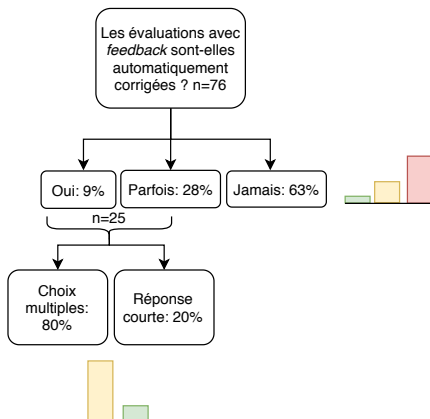 Les évaluations avec
feedback sont-elles
automatiquement
corrigées ? n=76
Oui: 9%
Parfois: 28%
Jamais: 63%
n=25
Choix
multiples:
80%
Réponse
courte: 20%